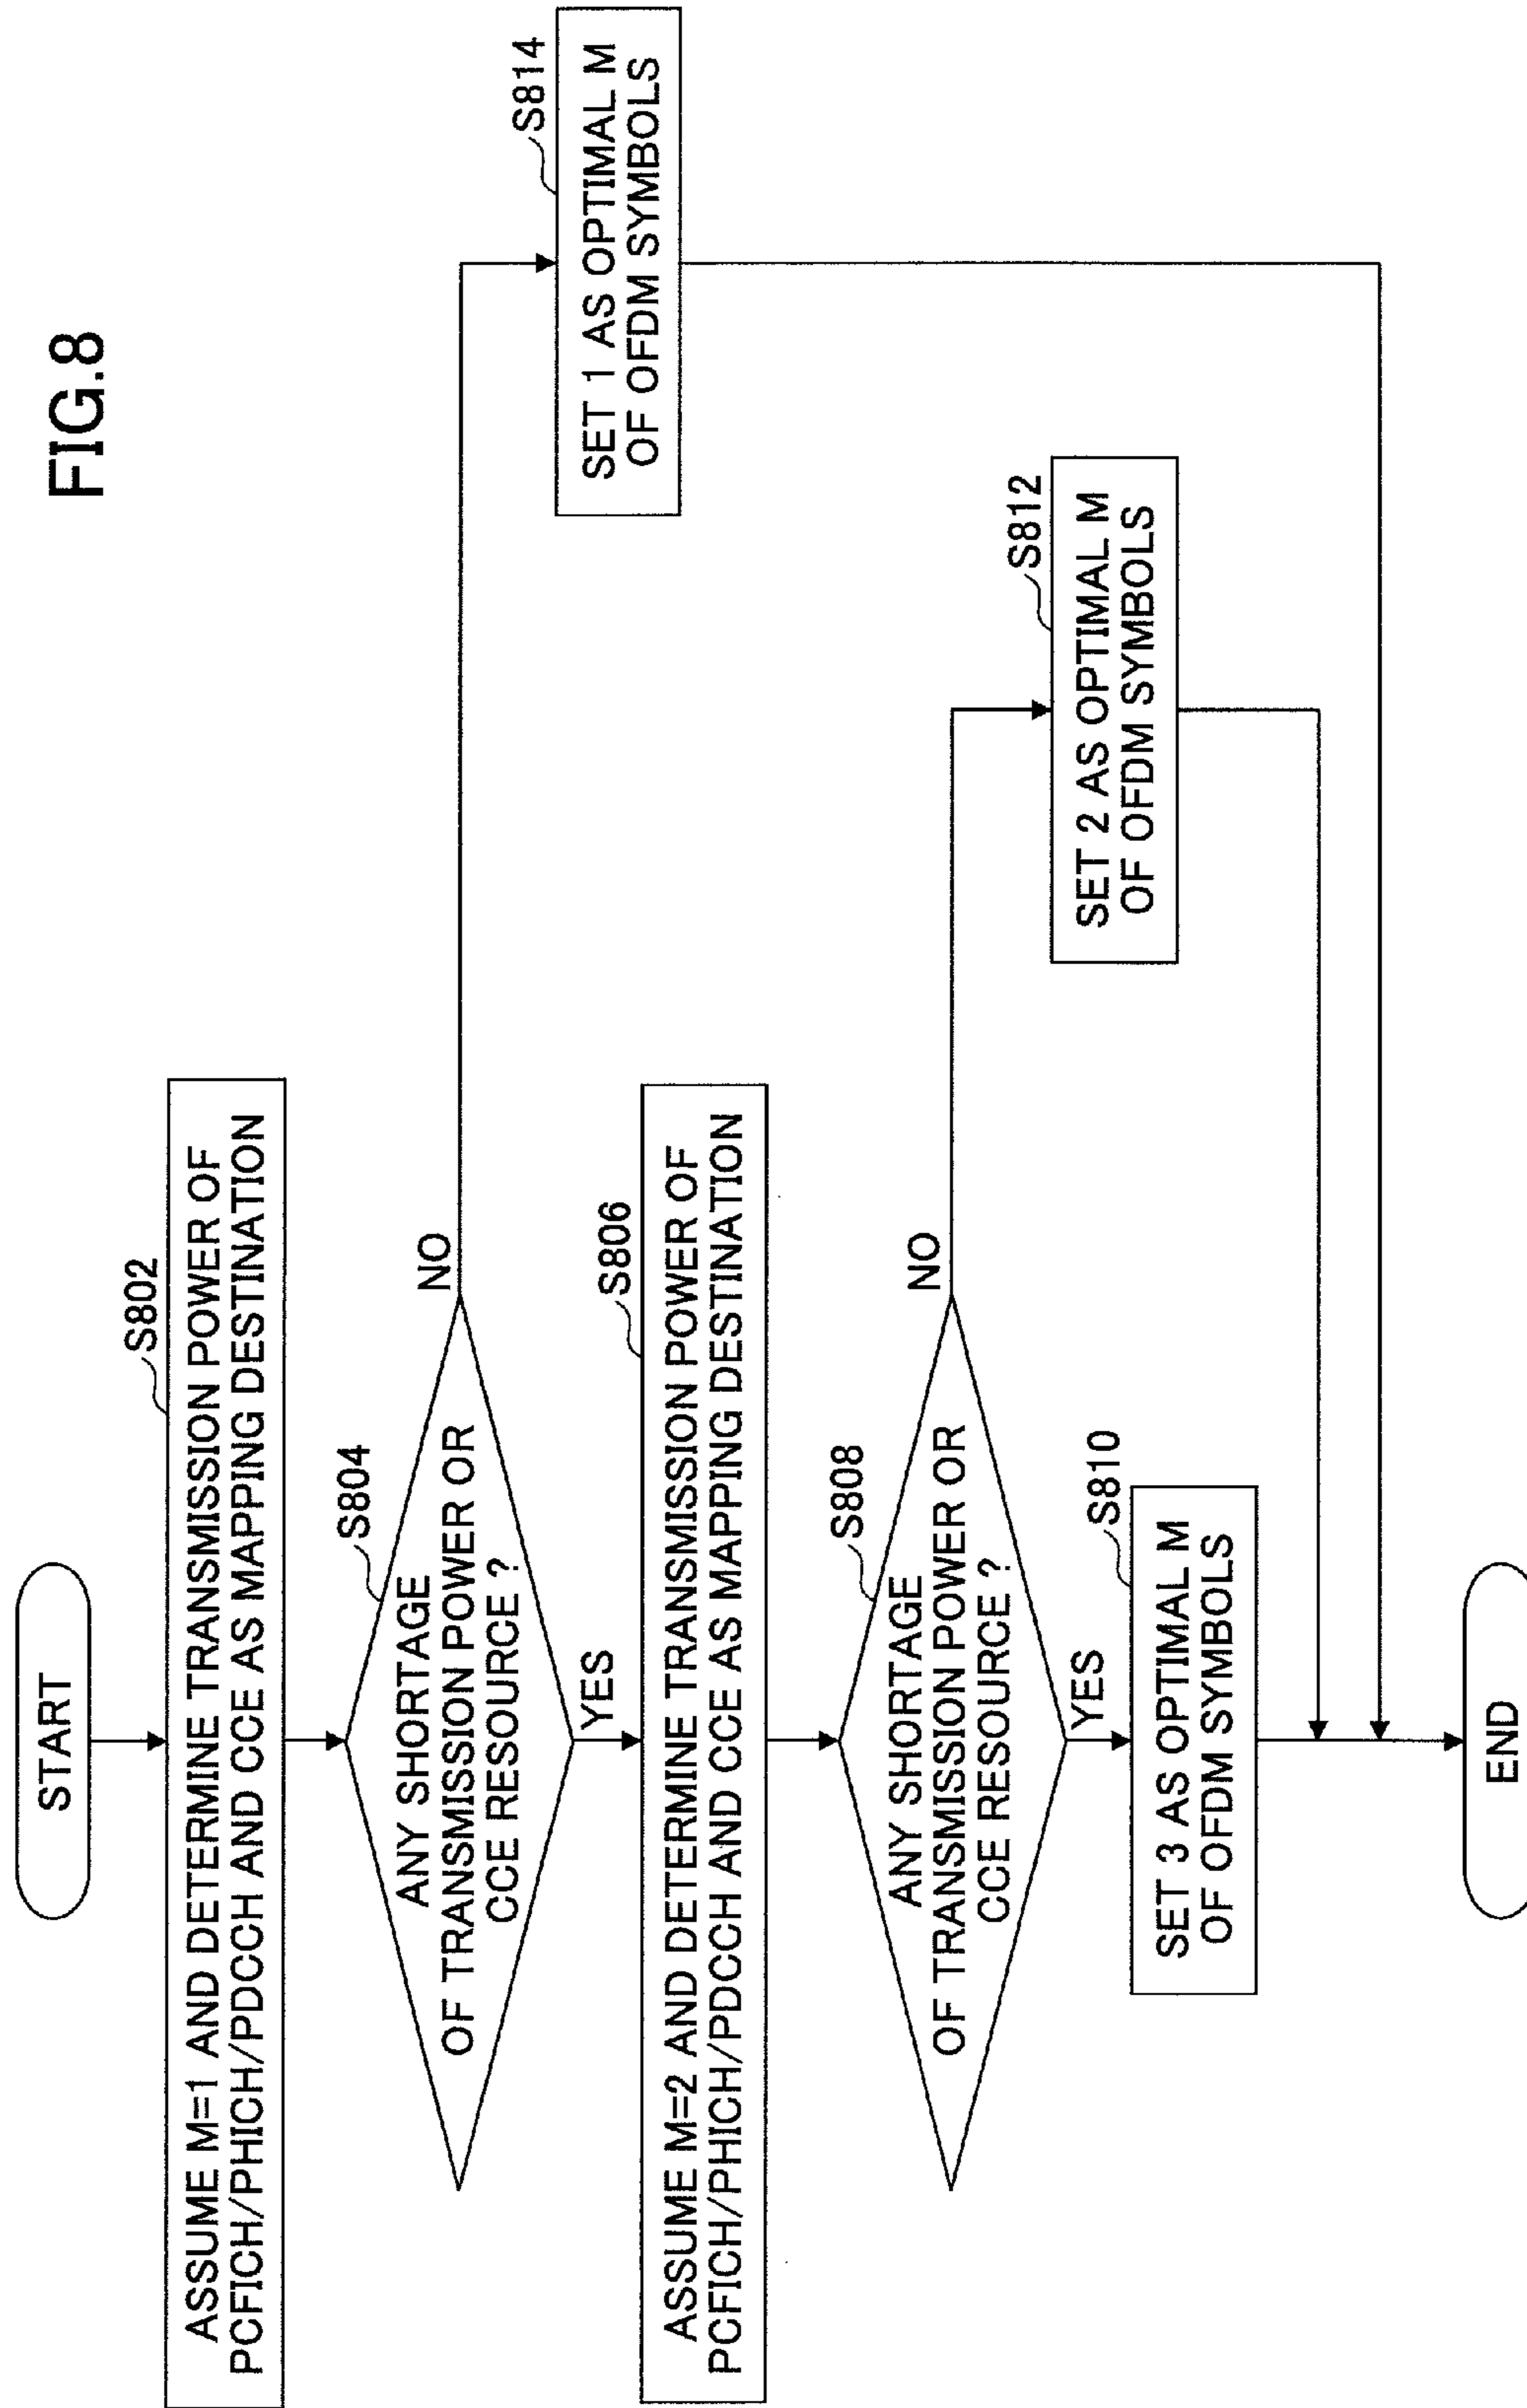 FIG.8
START
S802
ASSUME M=1 AND DETERMINE TRANSMISSION POWER OF
PCFICH/PHICH/PDCCH AND CCE AS MAPPING DESTINATION
S804
ANY SHORTAGE
OF TRANSMISSION POWER OR
CCE RESOURCE ?
NO
YES
S814
SET 1 AS OPTIMAL M
OF OFDM SYMBOLS
S806
ASSUME M=2 AND DETERMINE TRANSMISSION POWER OF
PCFICH/PHICH/PDCCH AND CCE AS MAPPING DESTINATION
S808
ANY SHORTAGE
OF TRANSMISSION POWER OR
CCE RESOURCE ?
NO
YES
S812
SET 2 AS OPTIMAL M
OF OFDM SYMBOLS
S810
SET 3 AS OPTIMAL M
OF OFDM SYMBOLS
END